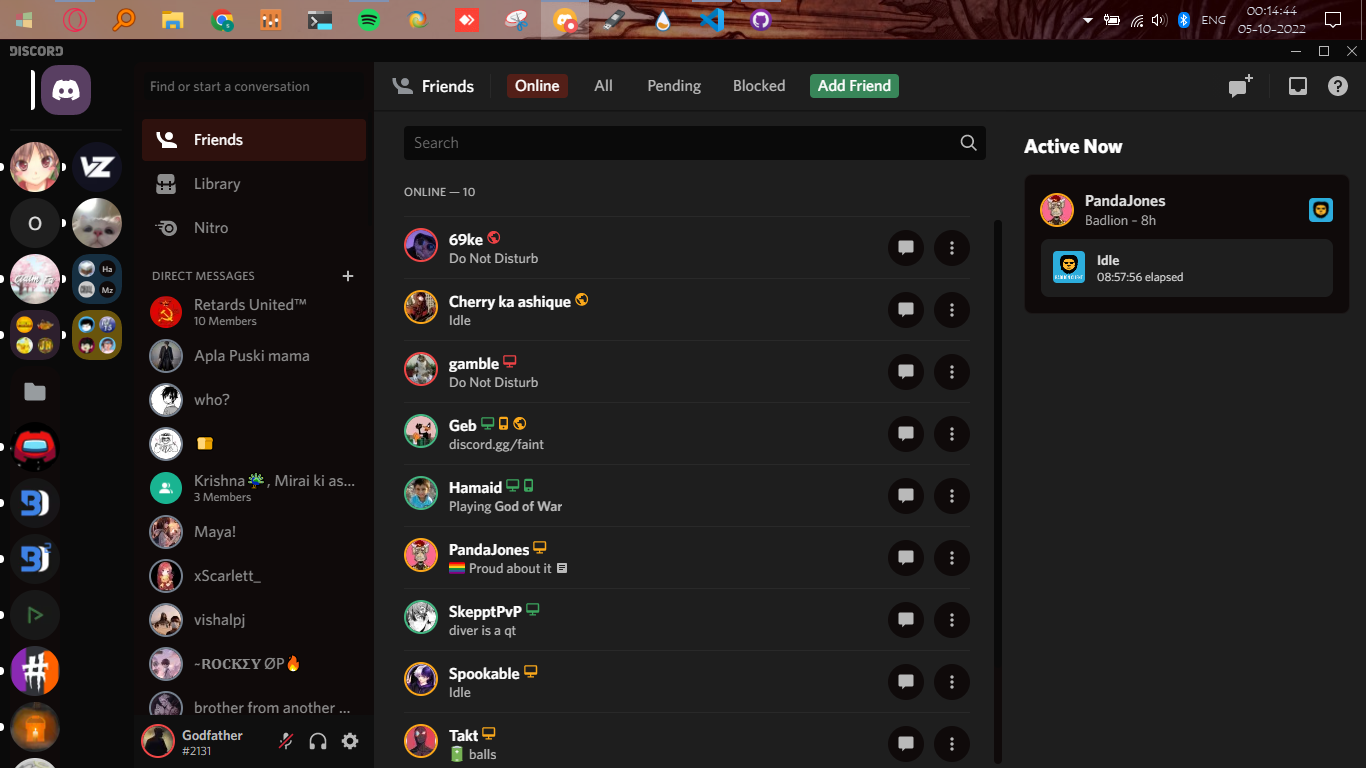 ENG
00:14:44
05-10-2022
DISCORD
Find or start a conversation
Friends
Library
Nitro
DIRECT MESSAGES
Retards United™
10 Members
Apla Puski mama
who?
Krishna🦚, Mirai ki as...
3 Members
Maya!
xScarlett_
vishalpj
~𝐑𝐎𝐂𝐊𝚺𝐘 ØP🔥
brother from another ...
Godfather
#2131
VZ
O
Ha
Mz
JN
Friends
Online
All
Pending
Blocked
Add Friend
Search
ONLINE — 10
69ke
Do Not Disturb
Cherry ka ashique
Idle
gamble
Do Not Disturb
Geb
discord.gg/faint
Hamaid
Playing God of War
PandaJones
Proud about it
SkepptPvP
diver is a qt
Spookable
Idle
Takt
balls
Active Now
PandaJones
Badlion – 8h
Idle
08:57:56 elapsed